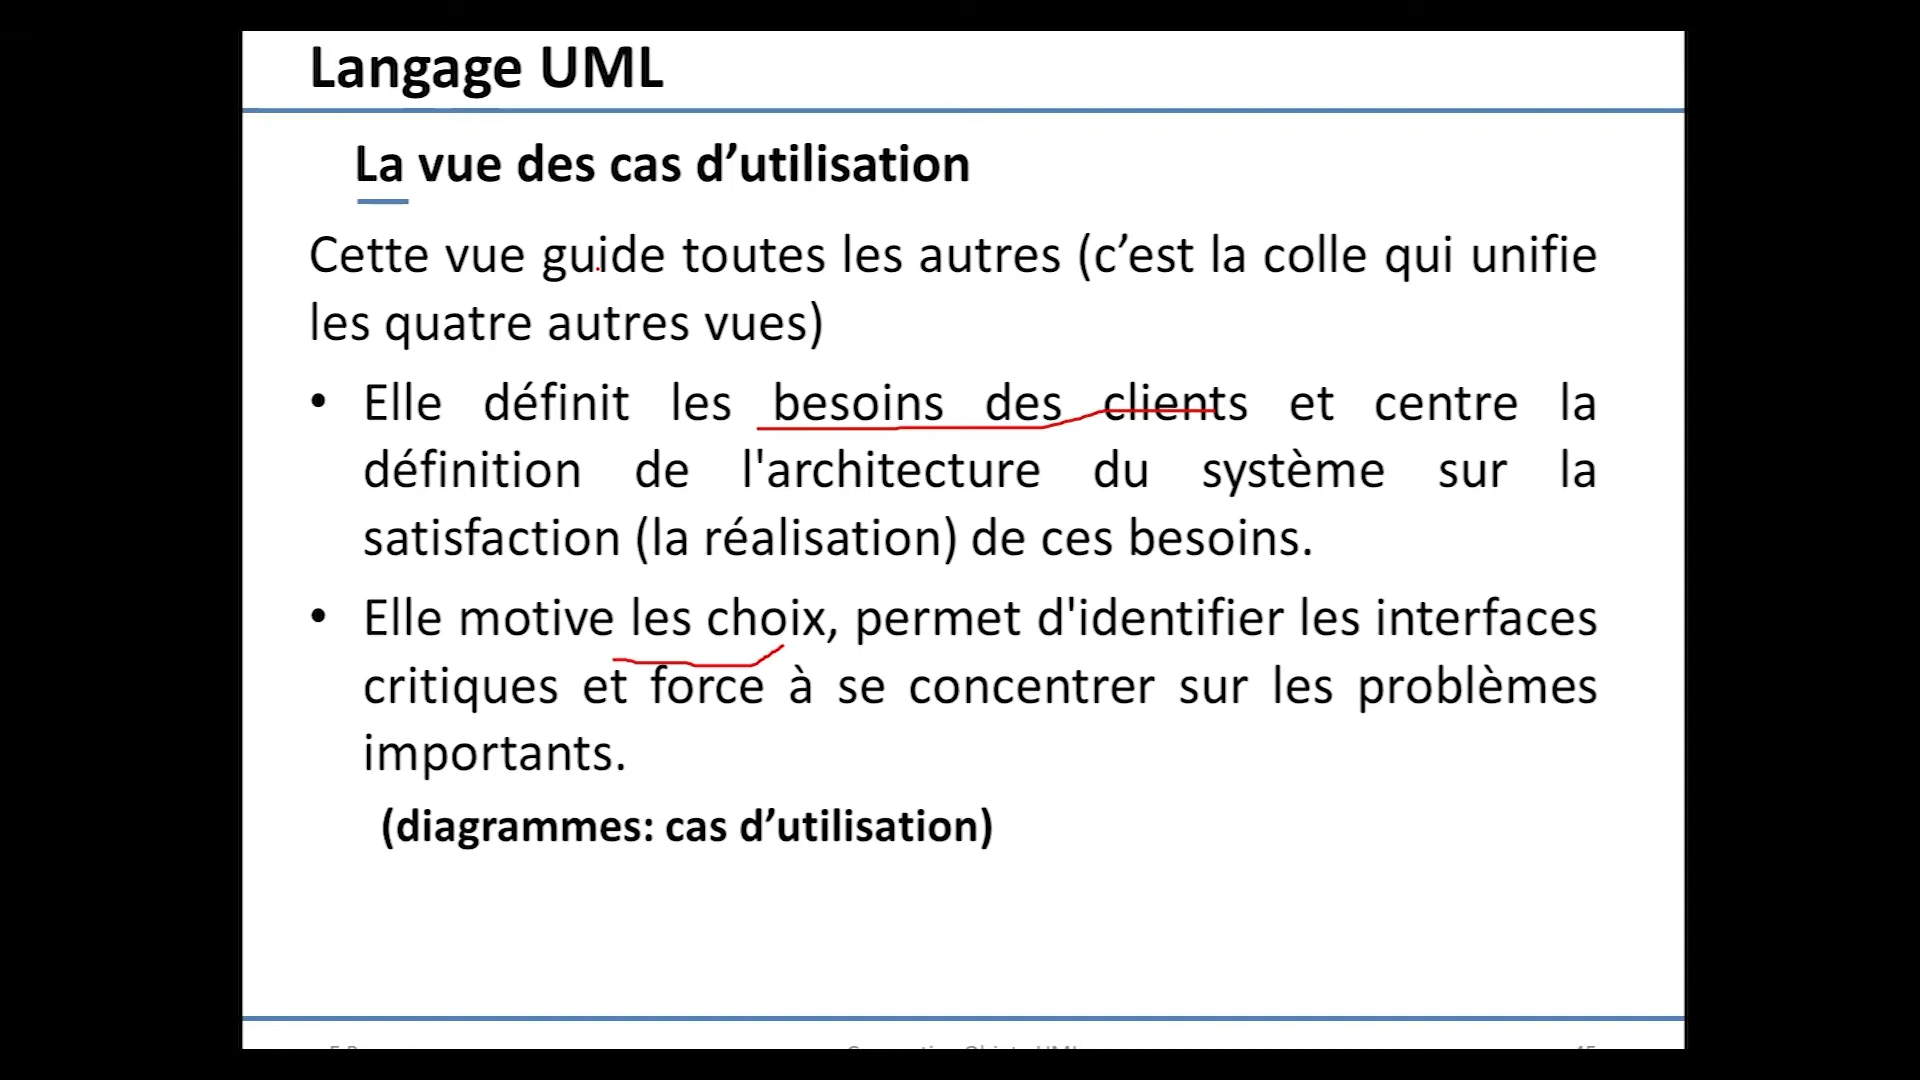 Langage UML
La vue des cas d’utilisation
Cette vue guide toutes les autres (c’est la colle qui unifie
les quatre autres vues)
• Elle définit les besoins des clients et centre la
définition de l'architecture du système sur la
satisfaction (la réalisation) de ces besoins.
• Elle motive les choix, permet d'identifier les interfaces
critiques et force à se concentrer sur les problèmes
importants.
(diagrammes: cas d’utilisation)